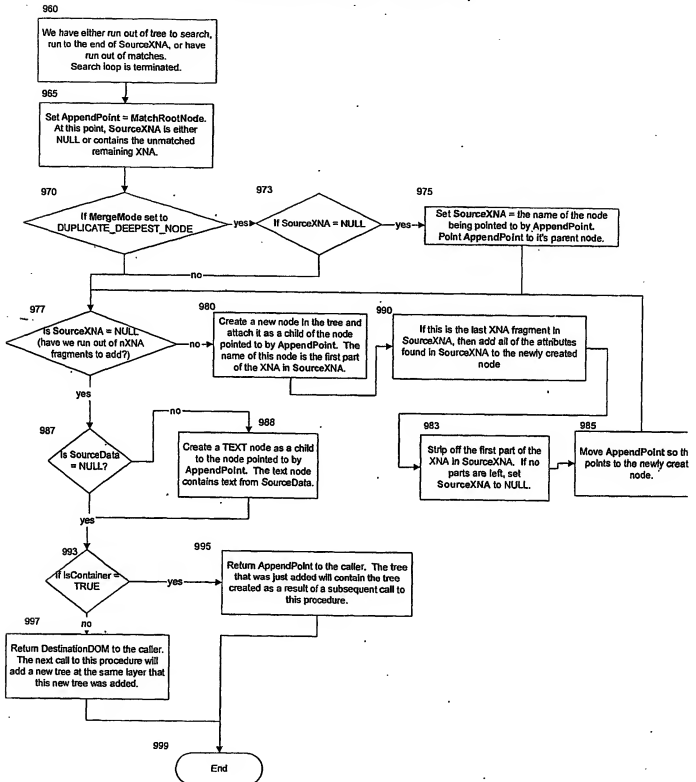 960
We have either run out of tree to search,
run to the end of SourceXNA, or have
run out of matches.
Search loop is terminated.
965
Set AppendPoint = MatchRootNode.
At this point, SourceXNA is either
NULL or contains the unmatched
remaining XNA.
970
If MergeMode set to
DUPLICATE_DEEPEST_NODE
yes
973
If SourceXNA = NULL
yes
975
Set SourceXNA = the name of the node
being pointed to by AppendPoint.
Point AppendPoint to it's parent node.
no
977
Is SourceXNA = NULL
(have we run out of nXNA
fragments to add?)
no
980
Create a new node in the tree and
attach it as a child of the node
pointed to by AppendPoint. The
name of this node is the first part
of the XNA in SourceXNA.
990
If this is the last XNA fragment in
SourceXNA, then add all of the attributes
found in SourceXNA to the newly created
node
yes
987
Is SourceData
= NULL?
no
988
Create a TEXT node as a child
to the node pointed to by
AppendPoint. The text node
contains text from SourceData.
983
Strip off the first part of the
XNA in SourceXNA. If no
parts are left, set
SourceXNA to NULL.
985
Move AppendPoint so th
points to the newly creat
node.
yes
993
If IsContainer =
TRUE
yes
995
Return AppendPoint to the caller. The tree
that was just added will contain the tree
created as a result of a subsequent call to
this procedure.
no
997
Return DestinationDOM to the caller.
The next call to this procedure will
add a new tree at the same layer that
this new tree was added.
999
End